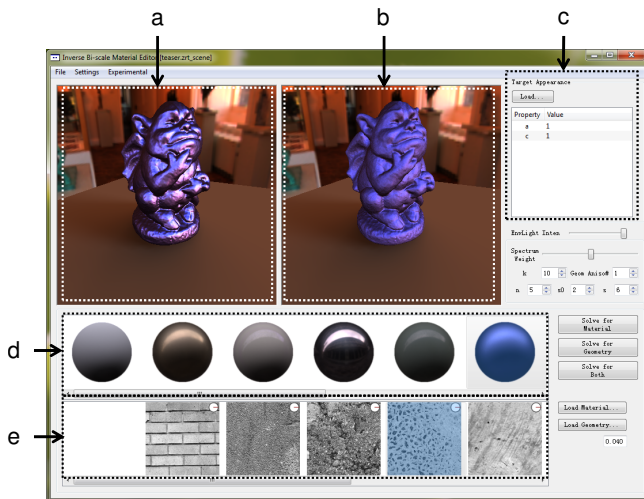 a
b
c
Inverse Bi-scale Material Editor [teaser.zrt_scene]
File Settings Experimental
Target Appearance
Load...
Property Value
a 1
c 1
EnvLight Inten
Spectrum
Weight
k 10 Geom Aniso# 1
n 5 s0 2 s 6
d
Solve for
Material
Solve for
Geometry
Solve for
Both
e
Load Material...
Load Geometry...
0.040